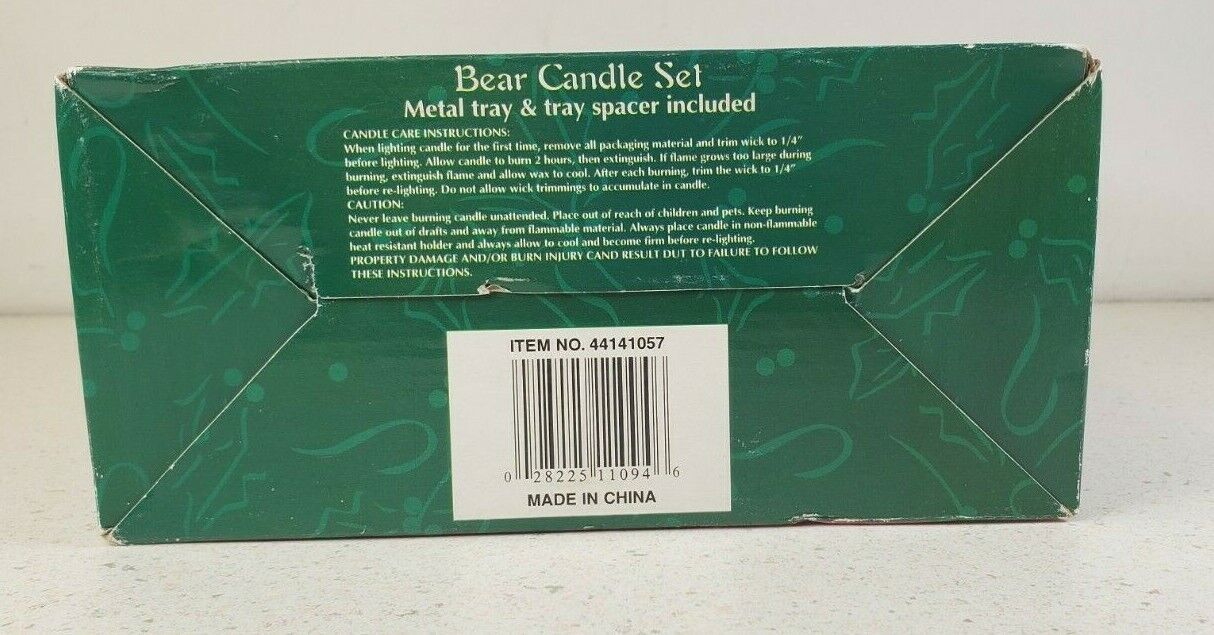 Bear Candle Set
Metal tray & tray spacer included
CANDLE CARE INSTRUCTIONS:
When lighting candle for the first time, remove all packaging material and trim wick to 1/4"
before lighting. Allow candle to burn 2 hours, then extinguish. If flame grows too large during
burning, extinguish flame and allow wax to cool. After each burning, trim the wick to 1/4"
before re-lighting. Do not allow wick trimmings to accumulate in candle.
CAUTION:
Never leave burning candle unattended. Place out of reach of children and pets. Keep burning
candle out of drafts and away from flammable material. Always place candle in non-flammable
heat resistant holder and always allow to cool and become firm before re-lighting.
PROPERTY DAMAGE AND/OR BURN INJURY CAND RESULT DUT TO FAILURE TO FOLLOW
THESE INSTRUCTIONS.
ITEM NO. 44141057
0 28225 11094 6
MADE IN CHINA